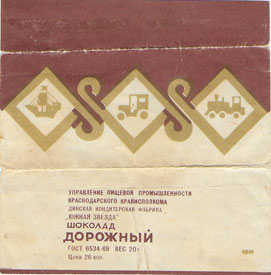 УПРАВЛЕНИЕ ПИЩЕВОЙ ПРОМЫШЛЕННОСТИ
КРАСНОДАРСКОГО КРАЙИСПОЛКОМА
ДИНСКАЯ КОНДИТЕРСКАЯ ФАБРИКА
„ЮЖНАЯ ЗВЕЗДА"
ШОКОЛАД
ДОРОЖНЫЙ
ГОСТ 6534-69 ВЕС 20 г
Цена 26 коп.